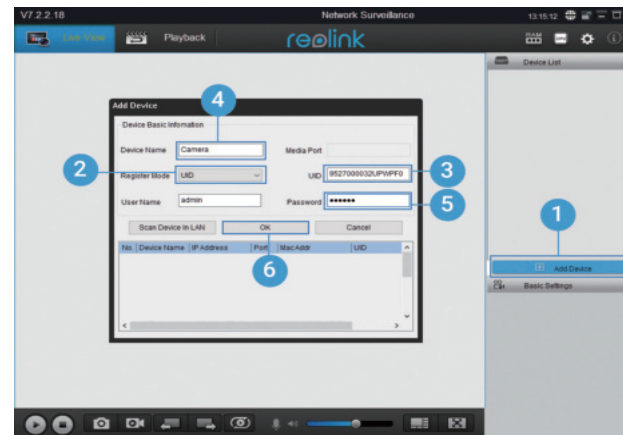 V7.2.2.18 Network Surveillance 13:15:12
Live View Playback reolink
Device List
Add Device
4
Device Basic Infomation
Device Name Camera Media Port
2 Register Mode UID UID 9527000032UPWPF0 3
User Name admin Password ●●●●●● 5
1
Scan Device in LAN OK Cancel
No. Device Name IP Address Port Mac Addr UID
6
Add Device
Basic Settings